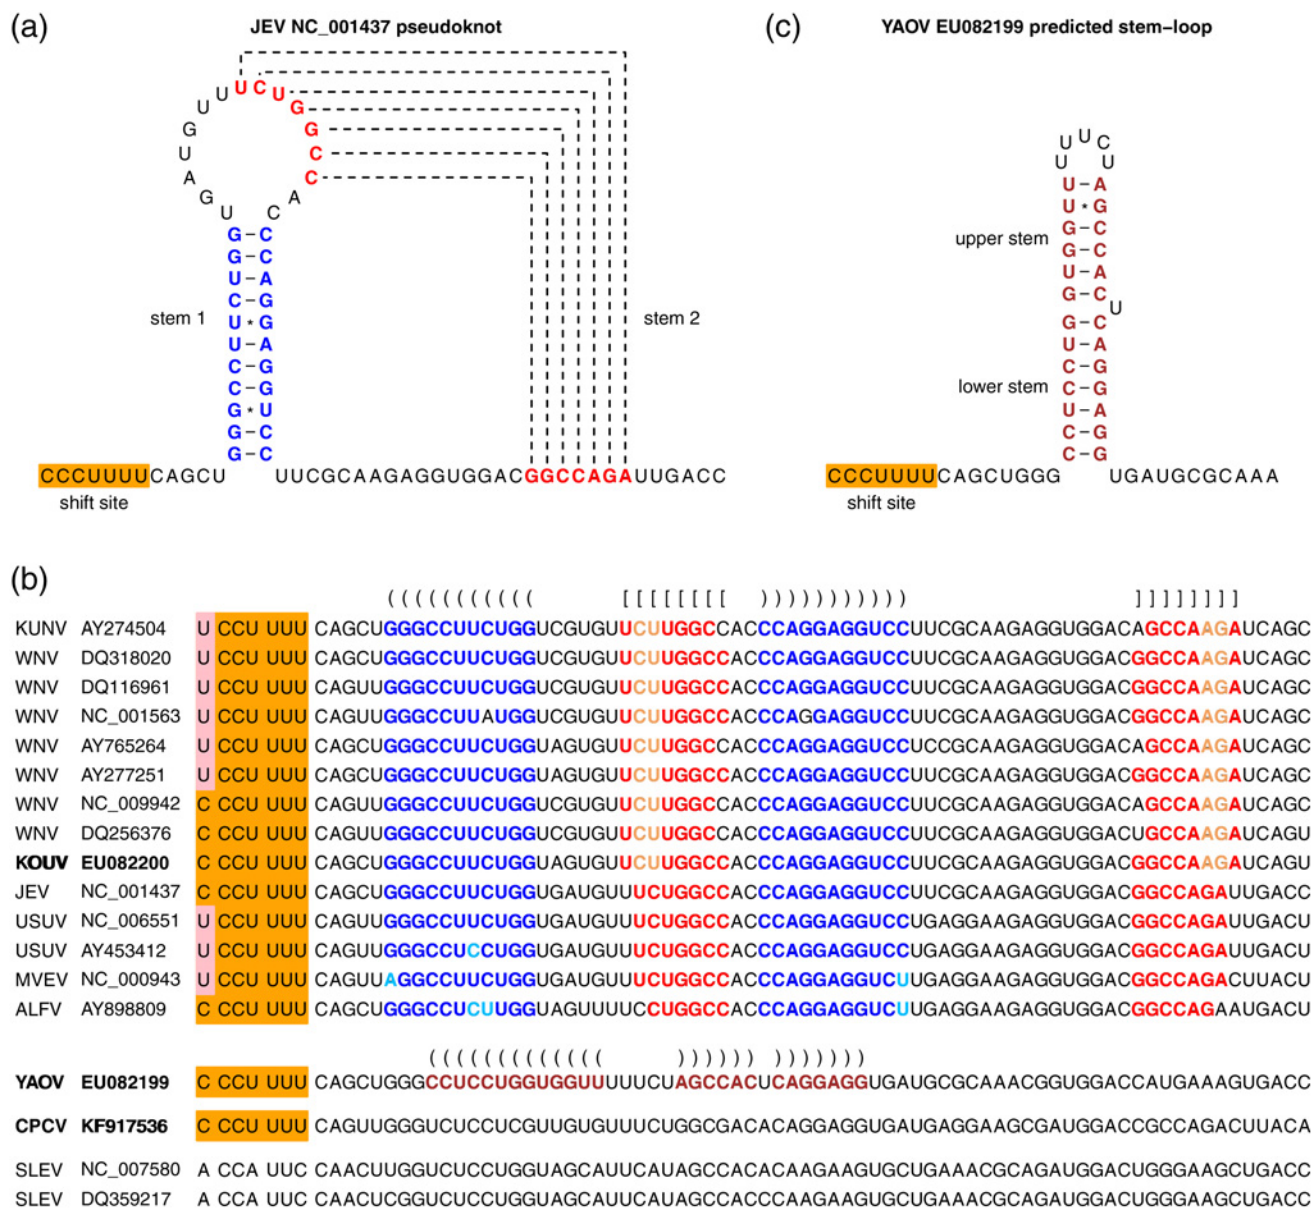 (a)
JEV NC_001437 pseudoknot
U C U
U G
U G
G C
U C
A A
G C
U
G – C
G – C
U – A
C – G
stem 1 U * G stem 2
U – A
C – G
C – G
G * U
G – C
G – C
CCCUUUUCAGCU UUCGCAAGAGGUGGACGGCCAGAUUGACC
shift site
(c)
YAOV EU082199 predicted stem–loop
U U C
U U
U – A
U * G
upper stem G – C
G – C
U – A
G – C
U
G – C
U – A
C – G
lower stem C – G
U – A
C – G
C – G
CCCUUUUCAGCUGGG UGAUGCGCAAA
shift site
(b)
((((((((((( [[[[[[[[ ))))))))))) ]]]]]]]]
KUNV AY274504 U CCU UUU CAGCUGGGCCUUCUGGUCGUGUUCUUGGCCACCCAGGAGGUCCUUCGCAAGAGGUGGACAGCCAAGAUCAGC
WNV DQ318020 U CCU UUU CAGCUGGGCCUUCUGGUCGUGUUCUUGGCCACCCAGGAGGUCCUUCGCAAGAGGUGGACGGCCAAGAUCAGC
WNV DQ116961 U CCU UUU CAGUUGGGCCUUCUGGUCGUGUUCUUGGCCACCCAGGAGGUCCUUCGCAAGAGGUGGACGGCCAAGAUCAGC
WNV NC_001563 U CCU UUU CAGUUGGGCCUUAUGGUCGUGUUCUUGGCCACCCAGGAGGUCCUUCGCAAGAGGUGGACGGCCAAGAUCAGC
WNV AY765264 U CCU UUU CAGUUGGGCCUUCUGGUAGUGUUCUUGGCCACCCAGGAGGUCCUCCGCAAGAGGUGGACAGCCAAGAUCAGC
WNV AY277251 U CCU UUU CAGUUGGGCCUUCUGGUAGUGUUCUUGGCCACCCAGGAGGUCCUUCGCAAGAGGUGGACGGCCAAGAUCAGC
WNV NC_009942 C CCU UUU CAGUUGGGCCUUCUGGUCGUGUUCUUGGCCACCCAGGAGGUCCUUCGCAAGAGGUGGACAGCCAAGAUCAGC
WNV DQ256376 C CCU UUU CAGUUGGGCCUUCUGGUCGUGUUCUUGGCCACCCAGGAGGUCCUUCGCAAGAGGUGGACUGCCAAGAUCAGU
KOUV EU082200 C CCU UUU CAGCUGGGCCUUCUGGUGAUGUUCUUGGCCACCCAGGAGGUCCUUCGCAAGAGGUGGACGGCCAAGAUCAGU
JEV NC_001437 C CCU UUU CAGCUGGGCCUUCUGGUGAUGUUUCUGGCCACCCAGGAGGUCCUUCGCAAGAGGUGGACGGCCAGAUUGACC
USUV NC_006551 U CCU UUU CAGUUGGGCCUUCUGGUGAUGUUUCUGGCCACCCAGGAGGUCCUGAGGAAGAGGUGGACGGCCAGAUUGACU
USUV AY453412 U CCU UUU CAGUUGGGCCUCCUGGUGAUGUUUCUGGCCACCCAGGAGGUCCUGAGGAAGAGGUGGACGGCCAGAUUGACU
MVEV NC_000943 U CCU UUU CAGUUAGGCCUUCUGGUGAUGUUUCUGGCCACCCAGGAGGUCUUGAGGAAGAGGUGGACGGCCAGACUUACU
ALFV AY898809 C CCU UUU CAGCUGGGCCUCUUGGUAGUUUUCCUGGCCACCCAGGAGGUCUUGAGGAAGAGGUGGACGGCCAGAAUGACU
((((((((((((( )))))) )))))))
YAOV EU082199 C CCU UUU CAGCUGGGCCUCCUGGUGGUUUUUCUAGCCACUCAGGAGGUGAUGCGCAAACGGUGGACCAUGAAAGUGACC
CPCV KF917536 C CCU UUU CAGUUGGGUCUCCUCGUUGUGUUUCUGGCGACACAGGAGGUGAUGAGGAAGCGAUGGACCGCCAGACUUACA
SLEV NC_007580 A CCA UUC CAACUUGGUCUCCUGGUAGCAUUCAUAGCCACACAAGAAGUGCUGAAACGCAGAUGGACUGGGAAGCUGACC
SLEV DQ359217 A CCA UUC CAACUCGGUCUCCUGGUAGCAUUCAUAGCCACCCAAGAAGUGCUGAAACGCAGAUGGACUGGGAAGCUGACC